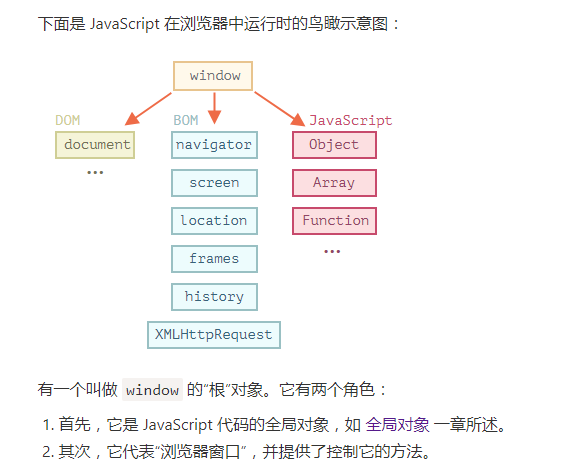 下面是 JavaScript 在浏览器中运行时的鸟瞰示意图：
window
DOM BOM JavaScript
document navigator Object
... screen Array
location Function
frames ...
history
XMLHttpRequest
有一个叫做 window 的“根”对象。它有两个角色：
1. 首先，它是 JavaScript 代码的全局对象，如 全局对象 一章所述。
2. 其次，它代表“浏览器窗口”，并提供了控制它的方法。